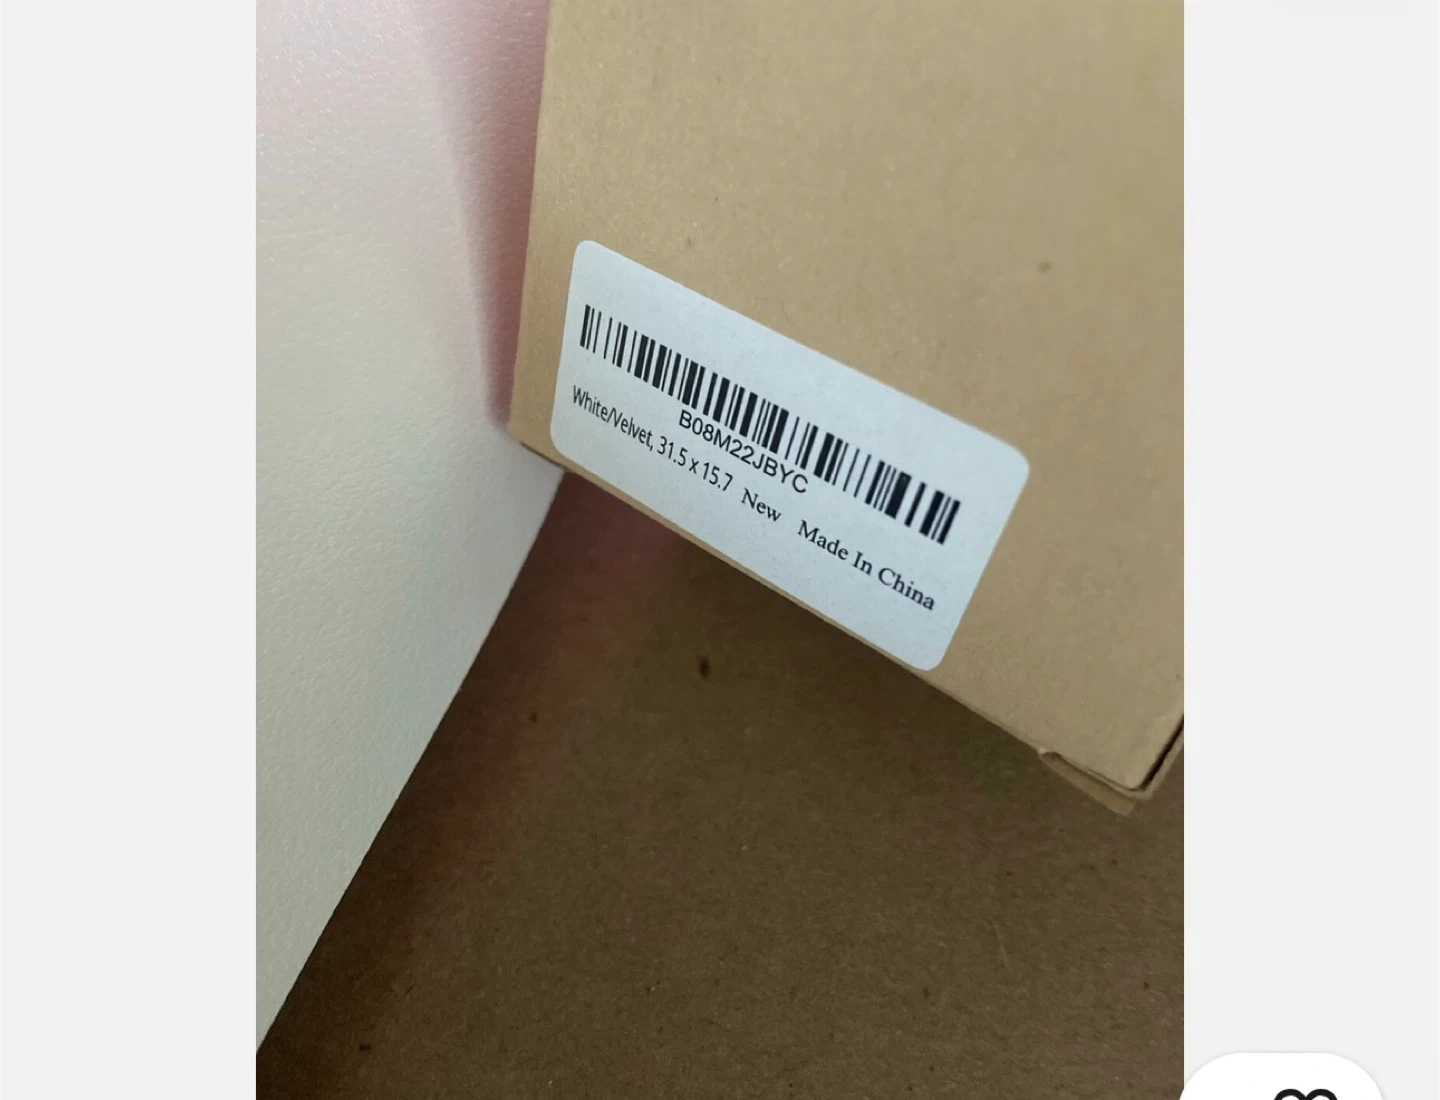 B08M22JBYC
White/Velvet, 31.5 x 15.7 New Made In China